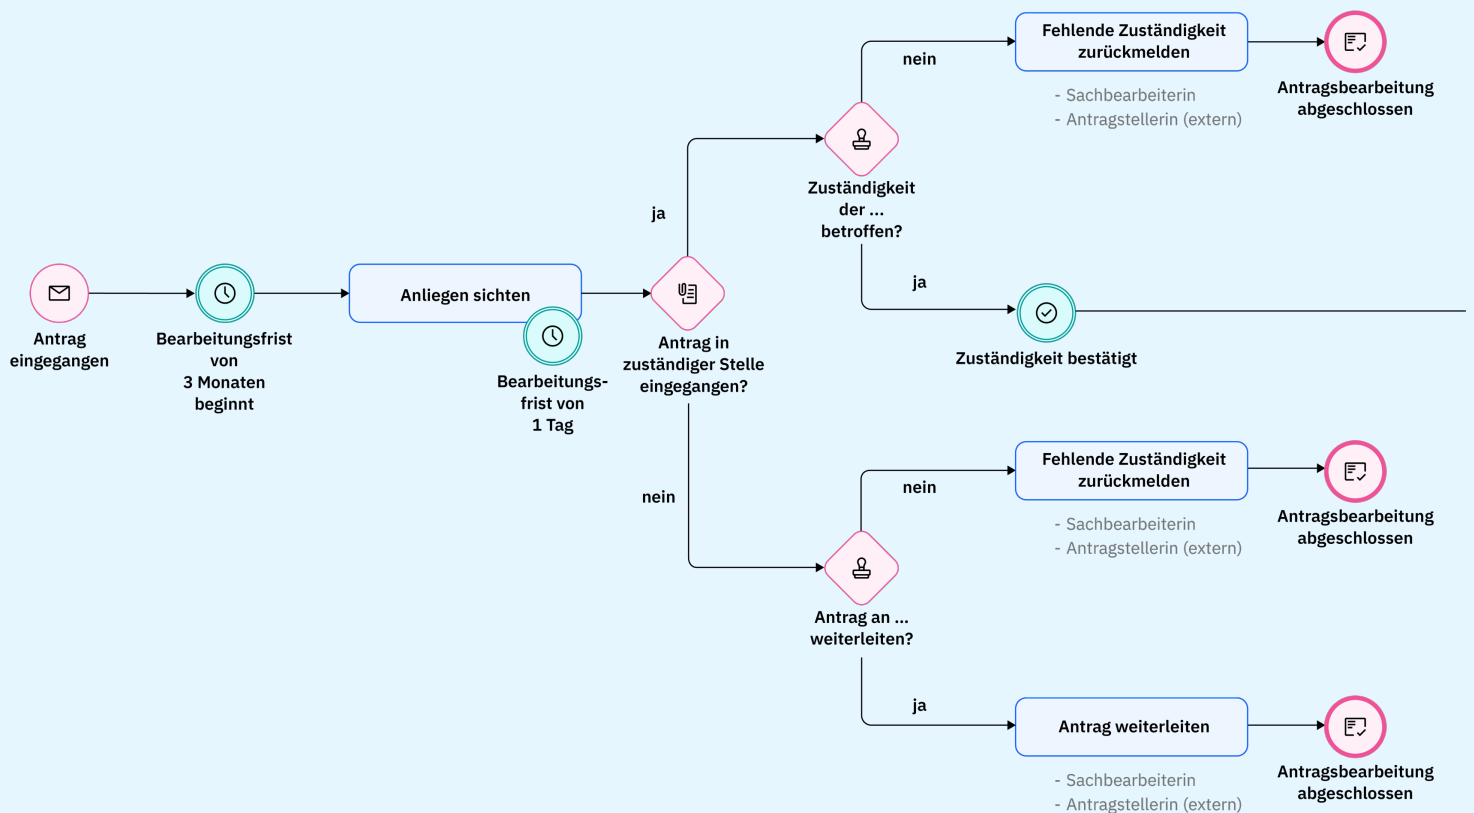 Fehlende Zuständigkeit
zurückmelden
nein
- Sachbearbeiterin
- Antragstellerin (extern)
Antragsbearbeitung
abgeschlossen
Zuständigkeit
der ...
betroffen?
ja
ja
Zuständigkeit bestätigt
Antrag
eingegangen
Bearbeitungsfrist
von
3 Monaten
beginnt
Anliegen sichten
Bearbeitungs-
frist von
1 Tag
Antrag in
zuständiger Stelle
eingegangen?
nein
nein
Fehlende Zuständigkeit
zurückmelden
- Sachbearbeiterin
- Antragstellerin (extern)
Antragsbearbeitung
abgeschlossen
Antrag an ...
weiterleiten?
ja
Antrag weiterleiten
- Sachbearbeiterin
- Antragstellerin (extern)
Antragsbearbeitung
abgeschlossen